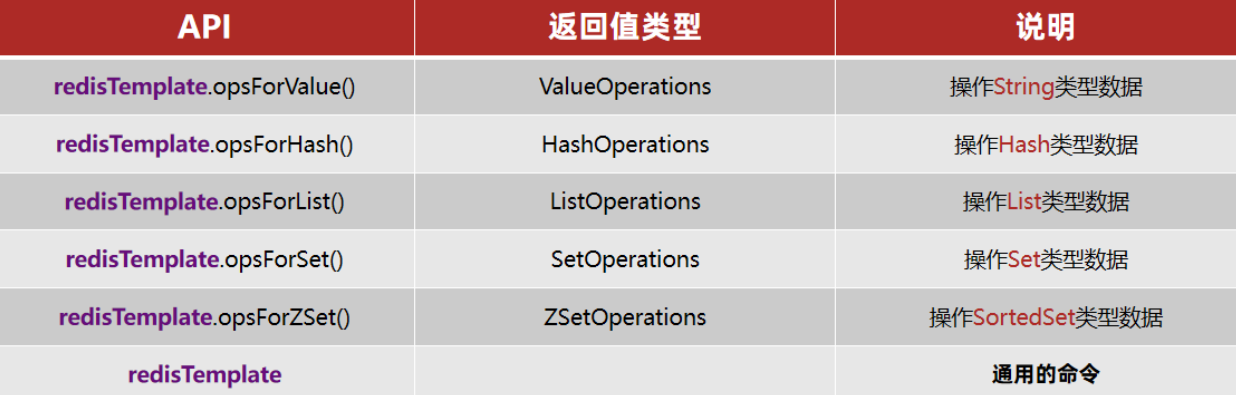 API 返回值类型 说明
redisTemplate.opsForValue() ValueOperations 操作String类型数据
redisTemplate.opsForHash() HashOperations 操作Hash类型数据
redisTemplate.opsForList() ListOperations 操作List类型数据
redisTemplate.opsForSet() SetOperations 操作Set类型数据
redisTemplate.opsForZSet() ZSetOperations 操作SortedSet类型数据
redisTemplate 通用的命令